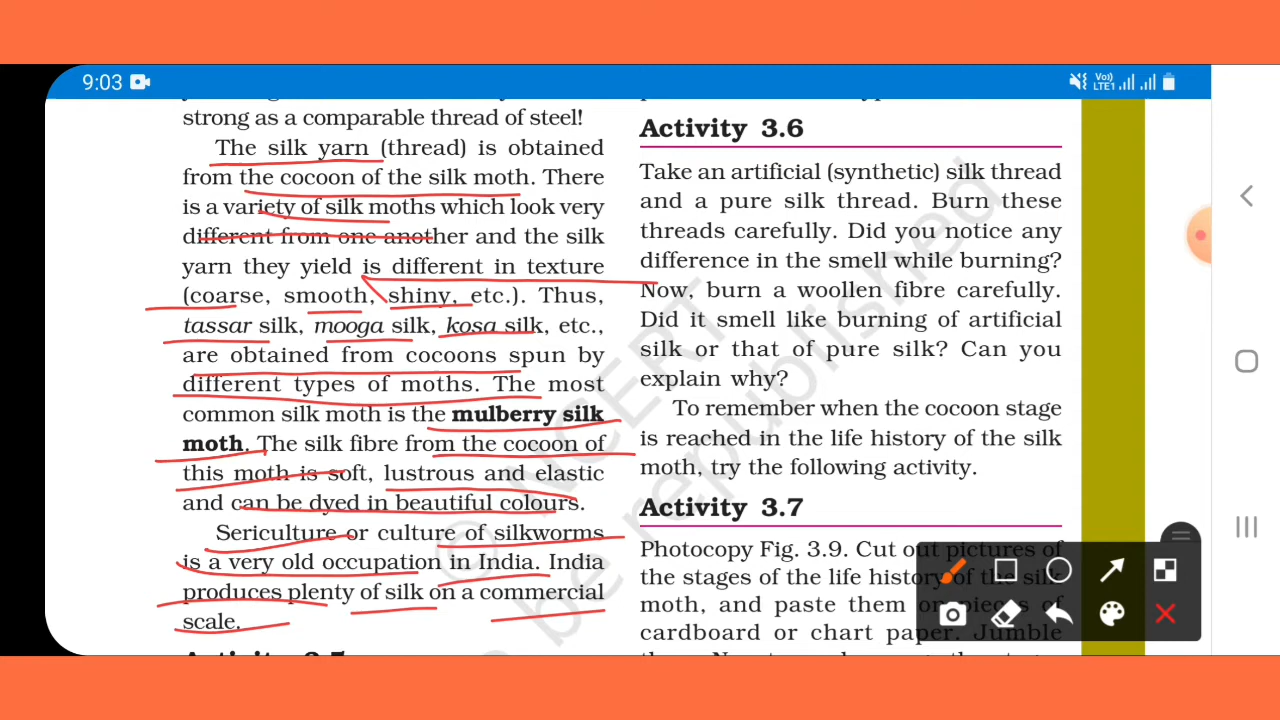 9:03
Vo)
LTE1
strong as a comparable thread of steel!
The silk yarn (thread) is obtained
from the cocoon of the silk moth. There
is a variety of silk moths which look very
different from one another and the silk
yarn they yield is different in texture
(coarse, smooth, shiny, etc.). Thus,
tassar silk, mooga silk, kosa silk, etc.,
are obtained from cocoons spun by
different types of moths. The most
common silk moth is the mulberry silk
moth. The silk fibre from the cocoon of
this moth is soft, lustrous and elastic
and can be dyed in beautiful colours.
Sericulture or culture of silkworms
is a very old occupation in India. India
produces plenty of silk on a commercial
scale.
Activity 3.6
Take an artificial (synthetic) silk thread
and a pure silk thread. Burn these
threads carefully. Did you notice any
difference in the smell while burning?
Now, burn a woollen fibre carefully.
Did it smell like burning of artificial
silk or that of pure silk? Can you
explain why?
To remember when the cocoon stage
is reached in the life history of the silk
moth, try the following activity.
Activity 3.7
Photocopy Fig. 3.9. Cut out pictures of
the stages of the life history of the silk
moth, and paste them on pieces of
cardboard or chart paper. Jumble
© NCERT
be republished